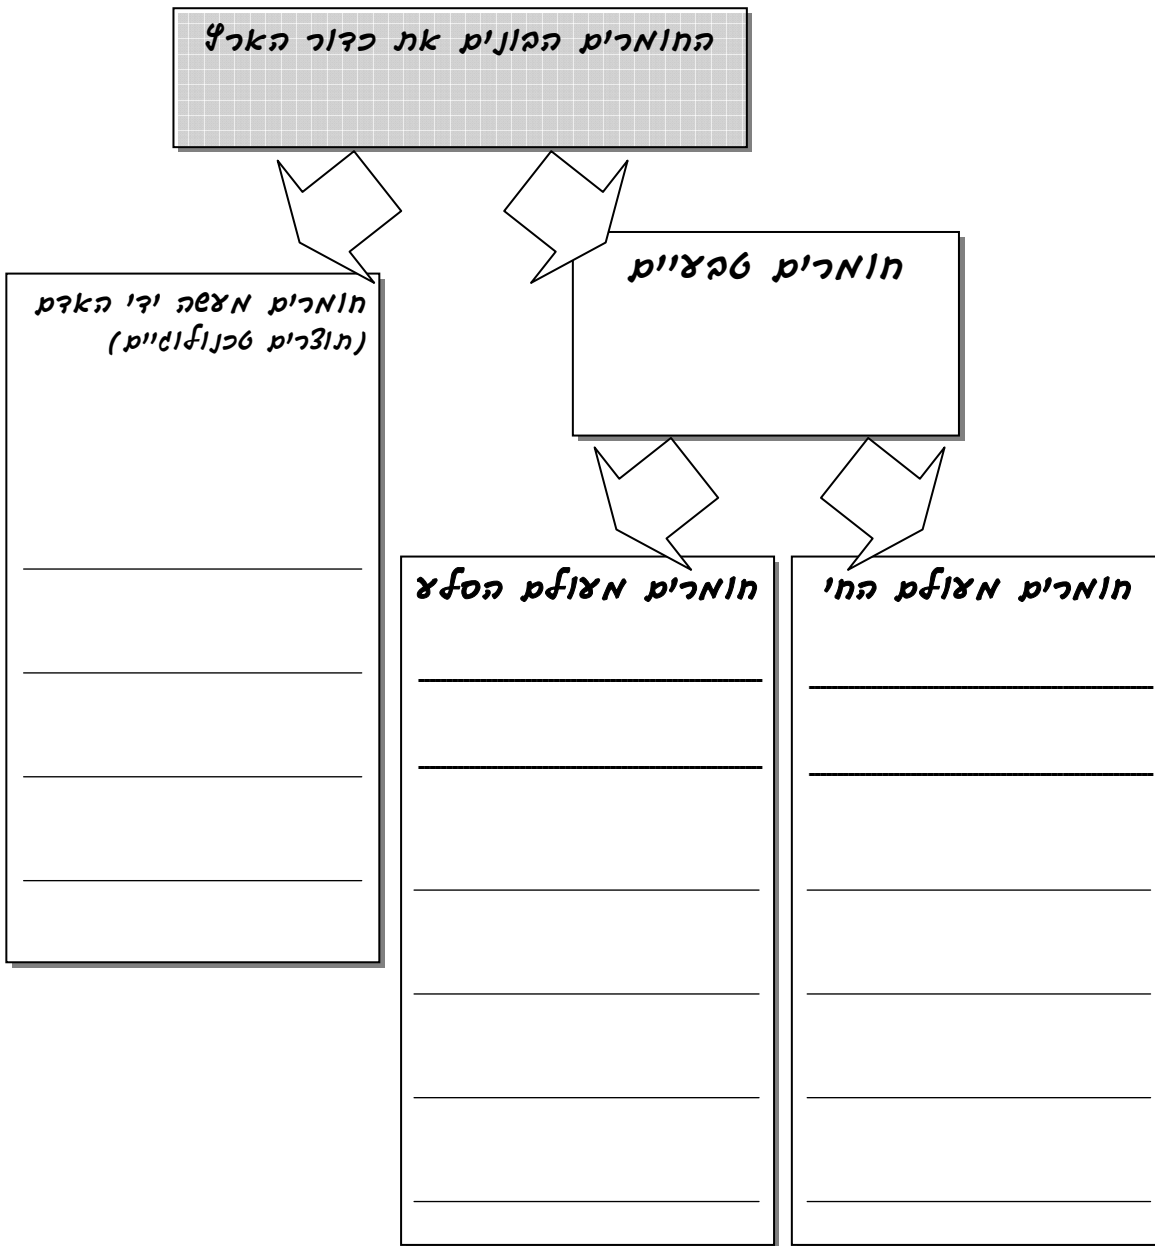 החומרים הבונים את כדור הארץ
חומרים טבעיים
חומרים מעשה ידי האדם
(תוצרים טכנולוגיים)
חומרים מעולם החי
חומרים מעולם הסלע